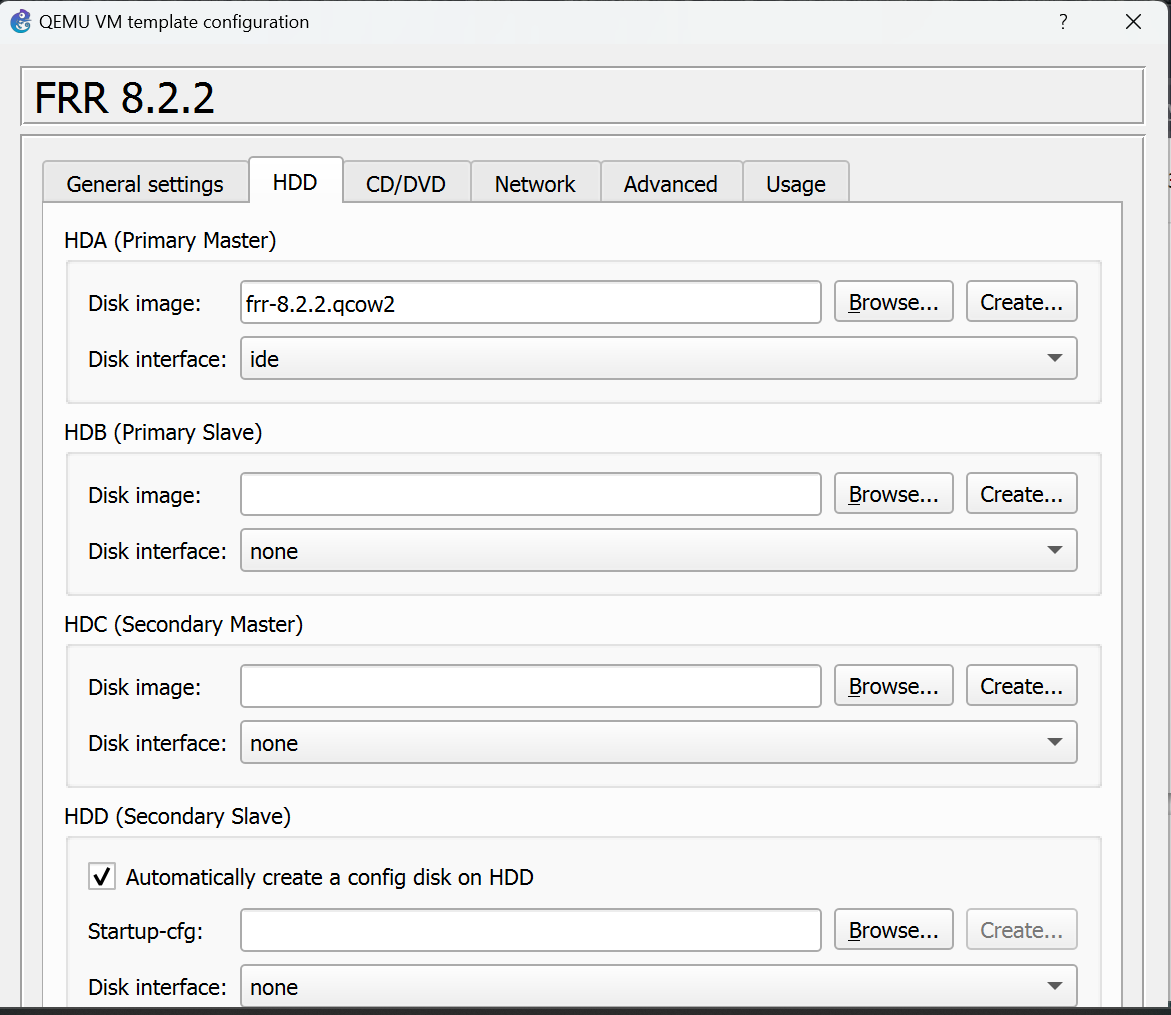 QEMU VM template configuration ?
FRR 8.2.2
General settings HDD CD/DVD Network Advanced Usage
HDA (Primary Master)
Disk image: frr-8.2.2.qcow2 Browse... Create...
Disk interface: ide
HDB (Primary Slave)
Disk image: Browse... Create...
Disk interface: none
HDC (Secondary Master)
Disk image: Browse... Create...
Disk interface: none
HDD (Secondary Slave)
Automatically create a config disk on HDD
Startup-cfg: Browse... Create...
Disk interface: none